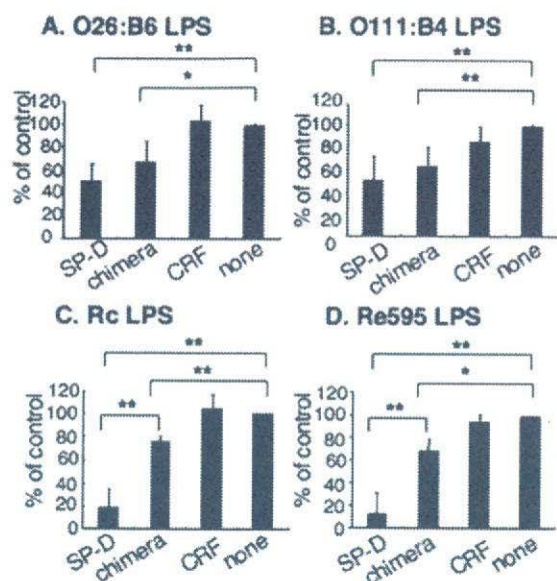 A. O26:B6 LPS
**
*
% of control
120
100
80
60
40
20
0
SP-D
chimera
CRF
none
B. O111:B4 LPS
**
**
% of control
120
100
80
60
40
20
0
SP-D
chimera
CRF
none
C. Rc LPS
**
**
**
% of control
120
100
80
60
40
20
0
SP-D
chimera
CRF
none
D. Re595 LPS
**
*
**
% of control
120
100
80
60
40
20
0
SP-D
chimera
CRF
none